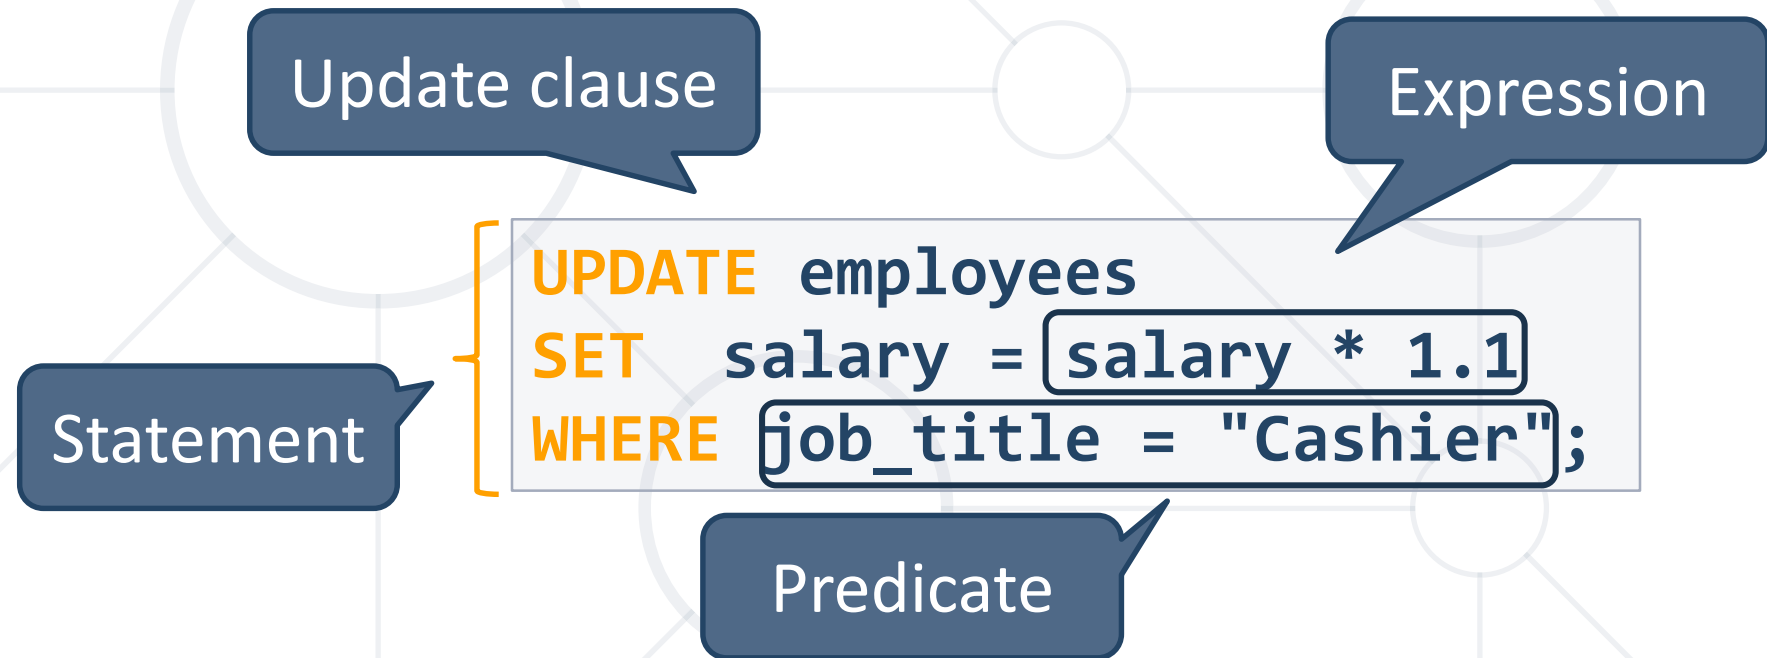 Update clause
Expression
UPDATE employees
SET  salary = salary * 1.1
WHERE job_title = "Cashier";
Statement
Predicate